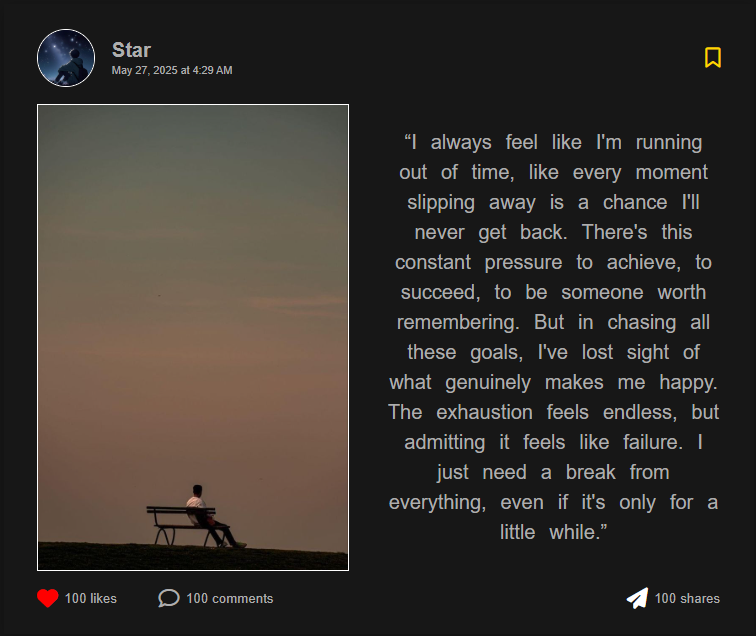 Star
May 27, 2025 at 4:29 AM
“I always feel like I'm running
out of time, like every moment
slipping away is a chance I'll
never get back. There's this
constant pressure to achieve, to
succeed, to be someone worth
remembering. But in chasing all
these goals, I've lost sight of
what genuinely makes me happy.
The exhaustion feels endless, but
admitting it feels like failure. I
just need a break from
everything, even if it's only for a
little while.”
100 likes
100 comments
100 shares